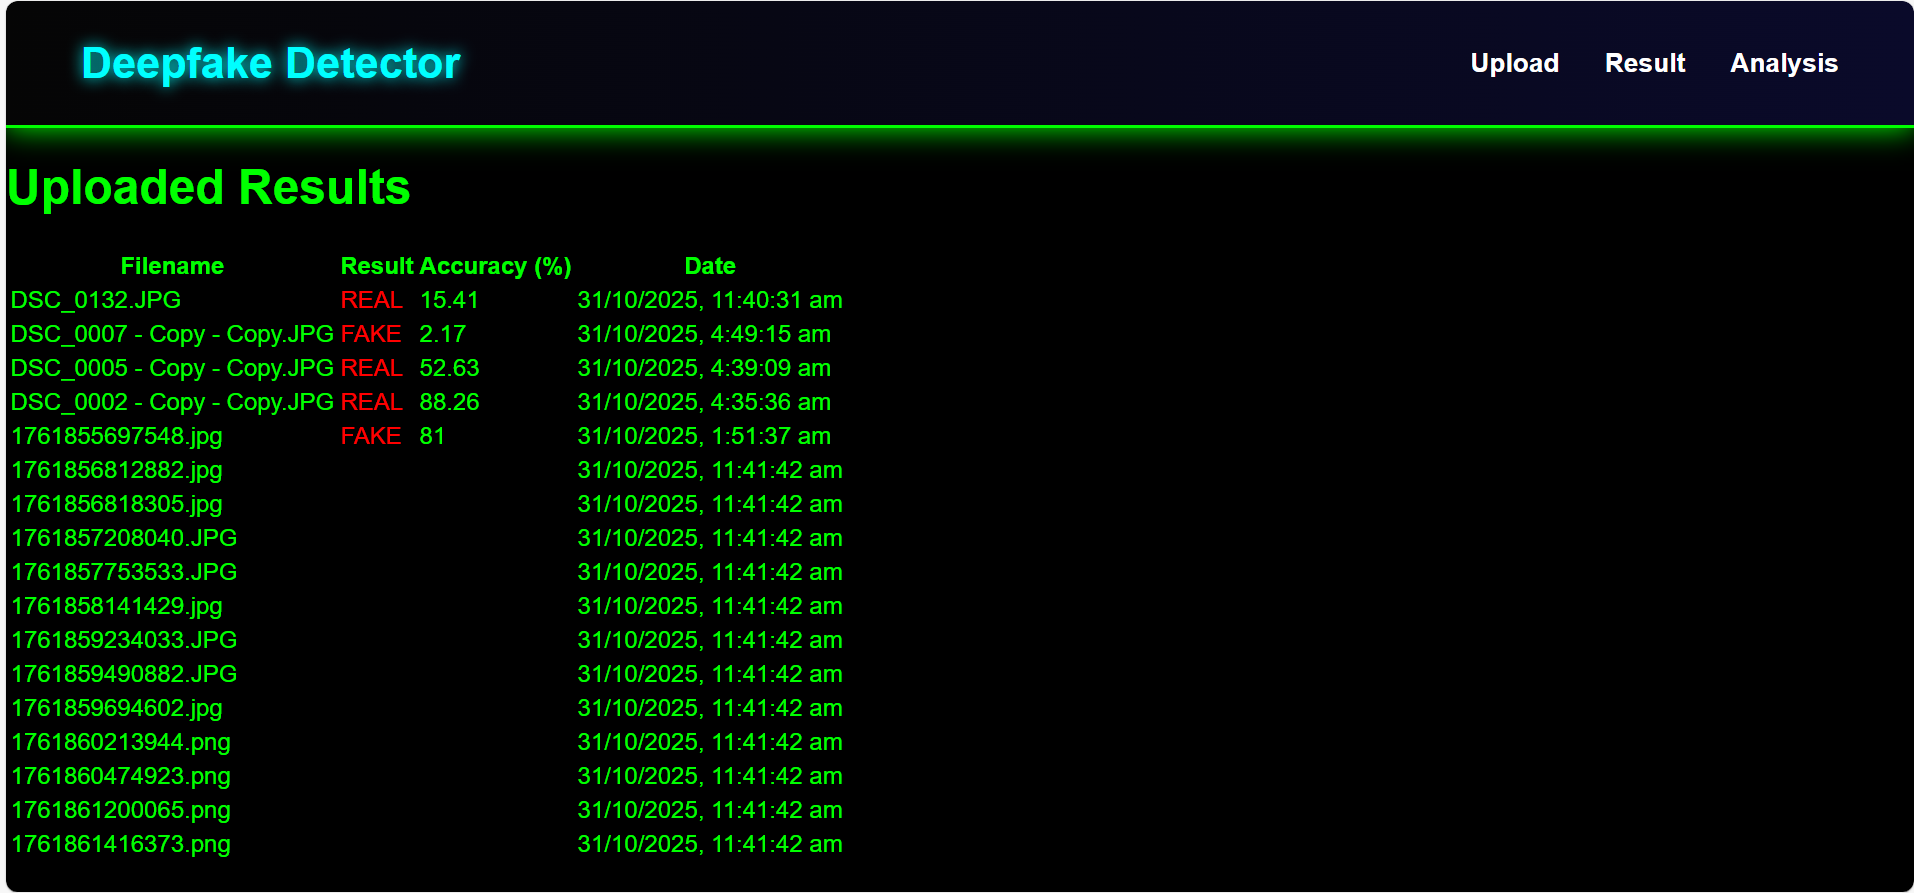 Deepfake Detector Upload Result Analysis
Uploaded Results
Filename Result Accuracy (%) Date
DSC_0132.JPG REAL 15.41 31/10/2025, 11:40:31 am
DSC_0007 - Copy - Copy.JPG FAKE 2.17 31/10/2025, 4:49:15 am
DSC_0005 - Copy - Copy.JPG REAL 52.63 31/10/2025, 4:39:09 am
DSC_0002 - Copy - Copy.JPG REAL 88.26 31/10/2025, 4:35:36 am
1761855697548.jpg FAKE 81 31/10/2025, 1:51:37 am
1761856812882.jpg 31/10/2025, 11:41:42 am
1761856818305.jpg 31/10/2025, 11:41:42 am
1761857208040.JPG 31/10/2025, 11:41:42 am
1761857753533.JPG 31/10/2025, 11:41:42 am
1761858141429.jpg 31/10/2025, 11:41:42 am
1761859234033.JPG 31/10/2025, 11:41:42 am
1761859490882.JPG 31/10/2025, 11:41:42 am
1761859694602.jpg 31/10/2025, 11:41:42 am
1761860213944.png 31/10/2025, 11:41:42 am
1761860474923.png 31/10/2025, 11:41:42 am
1761861200065.png 31/10/2025, 11:41:42 am
1761861416373.png 31/10/2025, 11:41:42 am